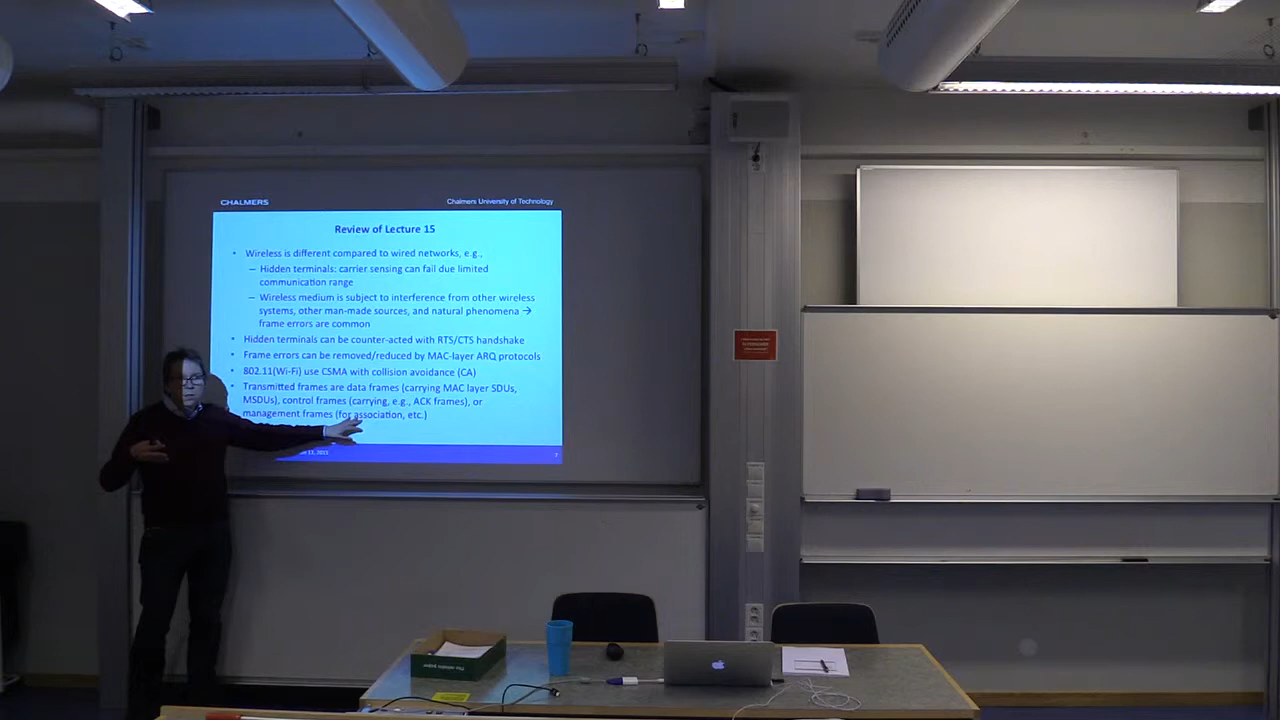 CHALMERS
Chalmers University of Technology
Review of Lecture 15
• Wireless is different compared to wired networks, e.g.,
– Hidden terminals: carrier sensing can fail due limited
communication range
– Wireless medium is subject to interference from other wireless
systems, other man-made sources, and natural phenomena →
frame errors are common
• Hidden terminals can be counter-acted with RTS/CTS handshake
• Frame errors can be removed/reduced by MAC-layer ARQ protocols
• 802.11(Wi-Fi) use CSMA with collision avoidance (CA)
Transmitted frames are data frames (carrying MAC layer SDUs,
MSDUs), control frames (carrying, e.g., ACK frames), or
management frames (for association, etc.)
13, 2013
7